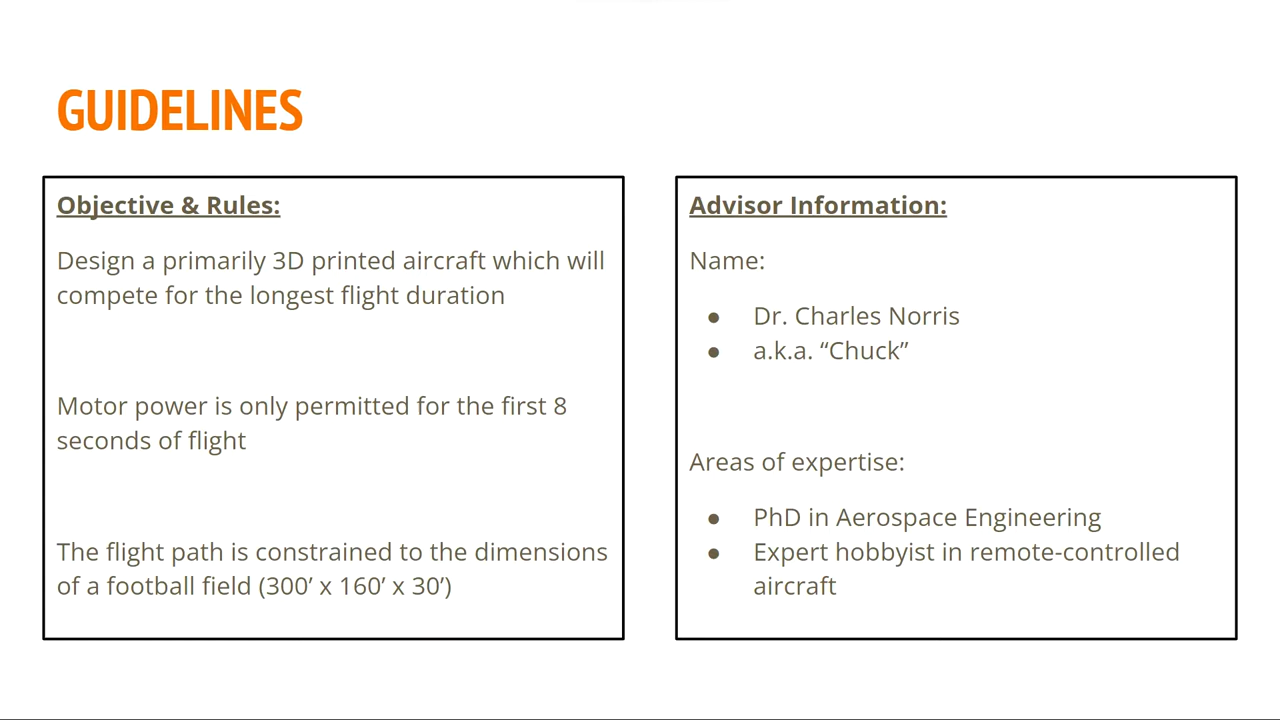 GUIDELINES
Objective & Rules:
Design a primarily 3D printed aircraft which will
compete for the longest flight duration
Motor power is only permitted for the first 8
seconds of flight
The flight path is constrained to the dimensions
of a football field (300’ x 160’ x 30’)
Advisor Information:
Name:
● Dr. Charles Norris
● a.k.a. “Chuck”
Areas of expertise:
● PhD in Aerospace Engineering
● Expert hobbyist in remote-controlled
aircraft